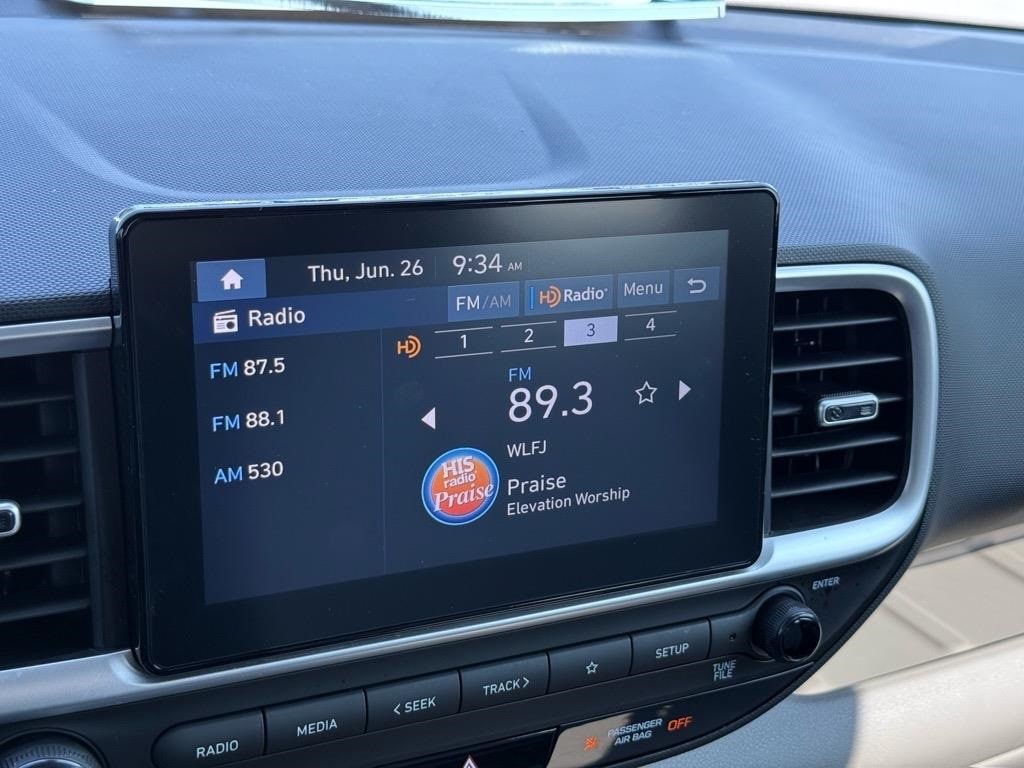 Thu, Jun. 26 9:34 AM
Radio FM/AM HD Radio Menu
HD 1 2 3 4
FM 87.5
FM 88.1
AM 530
FM
89.3
WLFJ
HIS
radio
Praise
Praise
Elevation Worship
ENTER
RADIO MEDIA < SEEK TRACK > SETUP
TUNE
FILE
PASSENGER
AIR BAG OFF